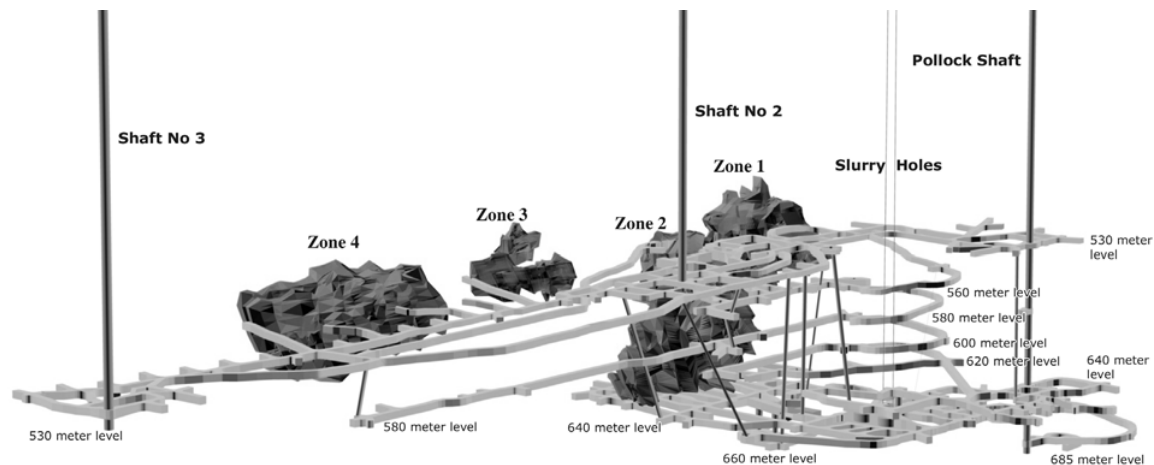 Pollock Shaft
Shaft No 2
Shaft No 3
Slurry Holes
Zone 1
Zone 2
Zone 3
Zone 4
530 meter
level
560 meter level
580 meter level
600 meter level
620 meter level
640 meter
level
530 meter level
580 meter level
640 meter level
660 meter level
685 meter level